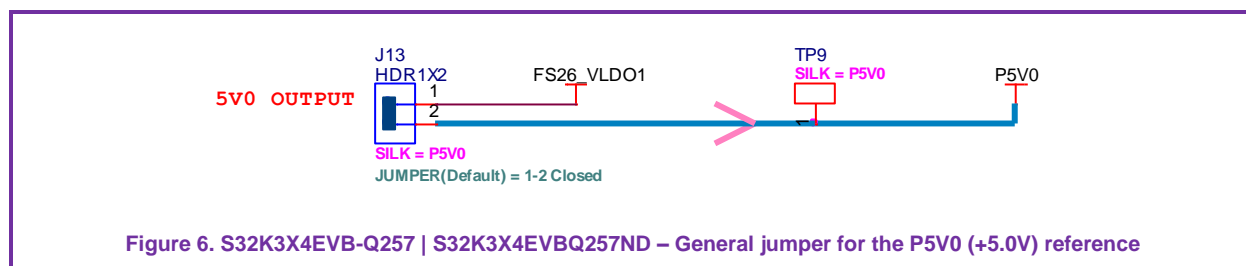 J13
HDR1X2
1
2
5V0 OUTPUT
SILK = P5V0
JUMPER(Default) = 1-2 Closed
FS26_VLDO1
TP9
SILK = P5V0
1
P5V0
Figure 6. S32K3X4EVB-Q257 | S32K3X4EVBQ257ND – General jumper for the P5V0 (+5.0V) reference